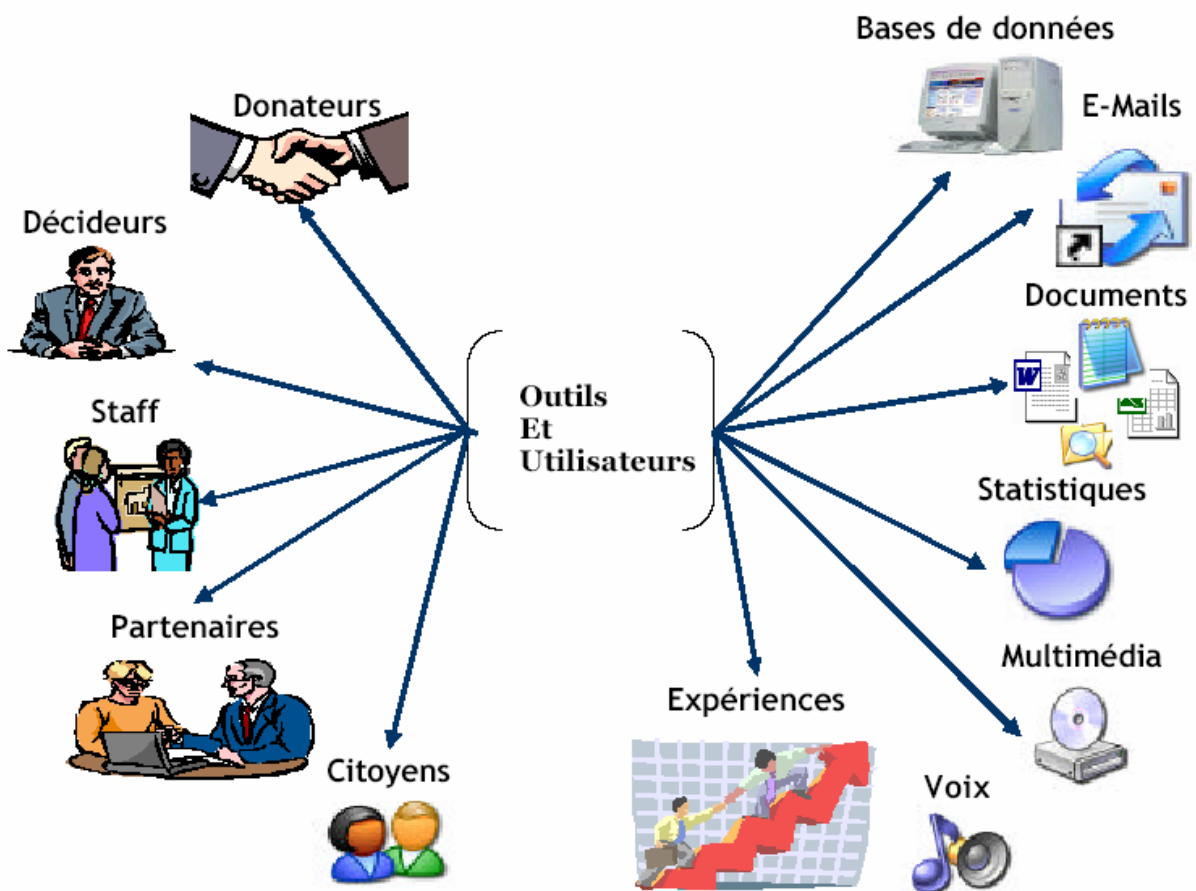 Bases de données
Donateurs
E-Mails
Décideurs
Documents
W
Outils
Et
Utilisateurs
Staff
Statistiques
Partenaires
Multimédia
Expériences
Citoyens
Voix